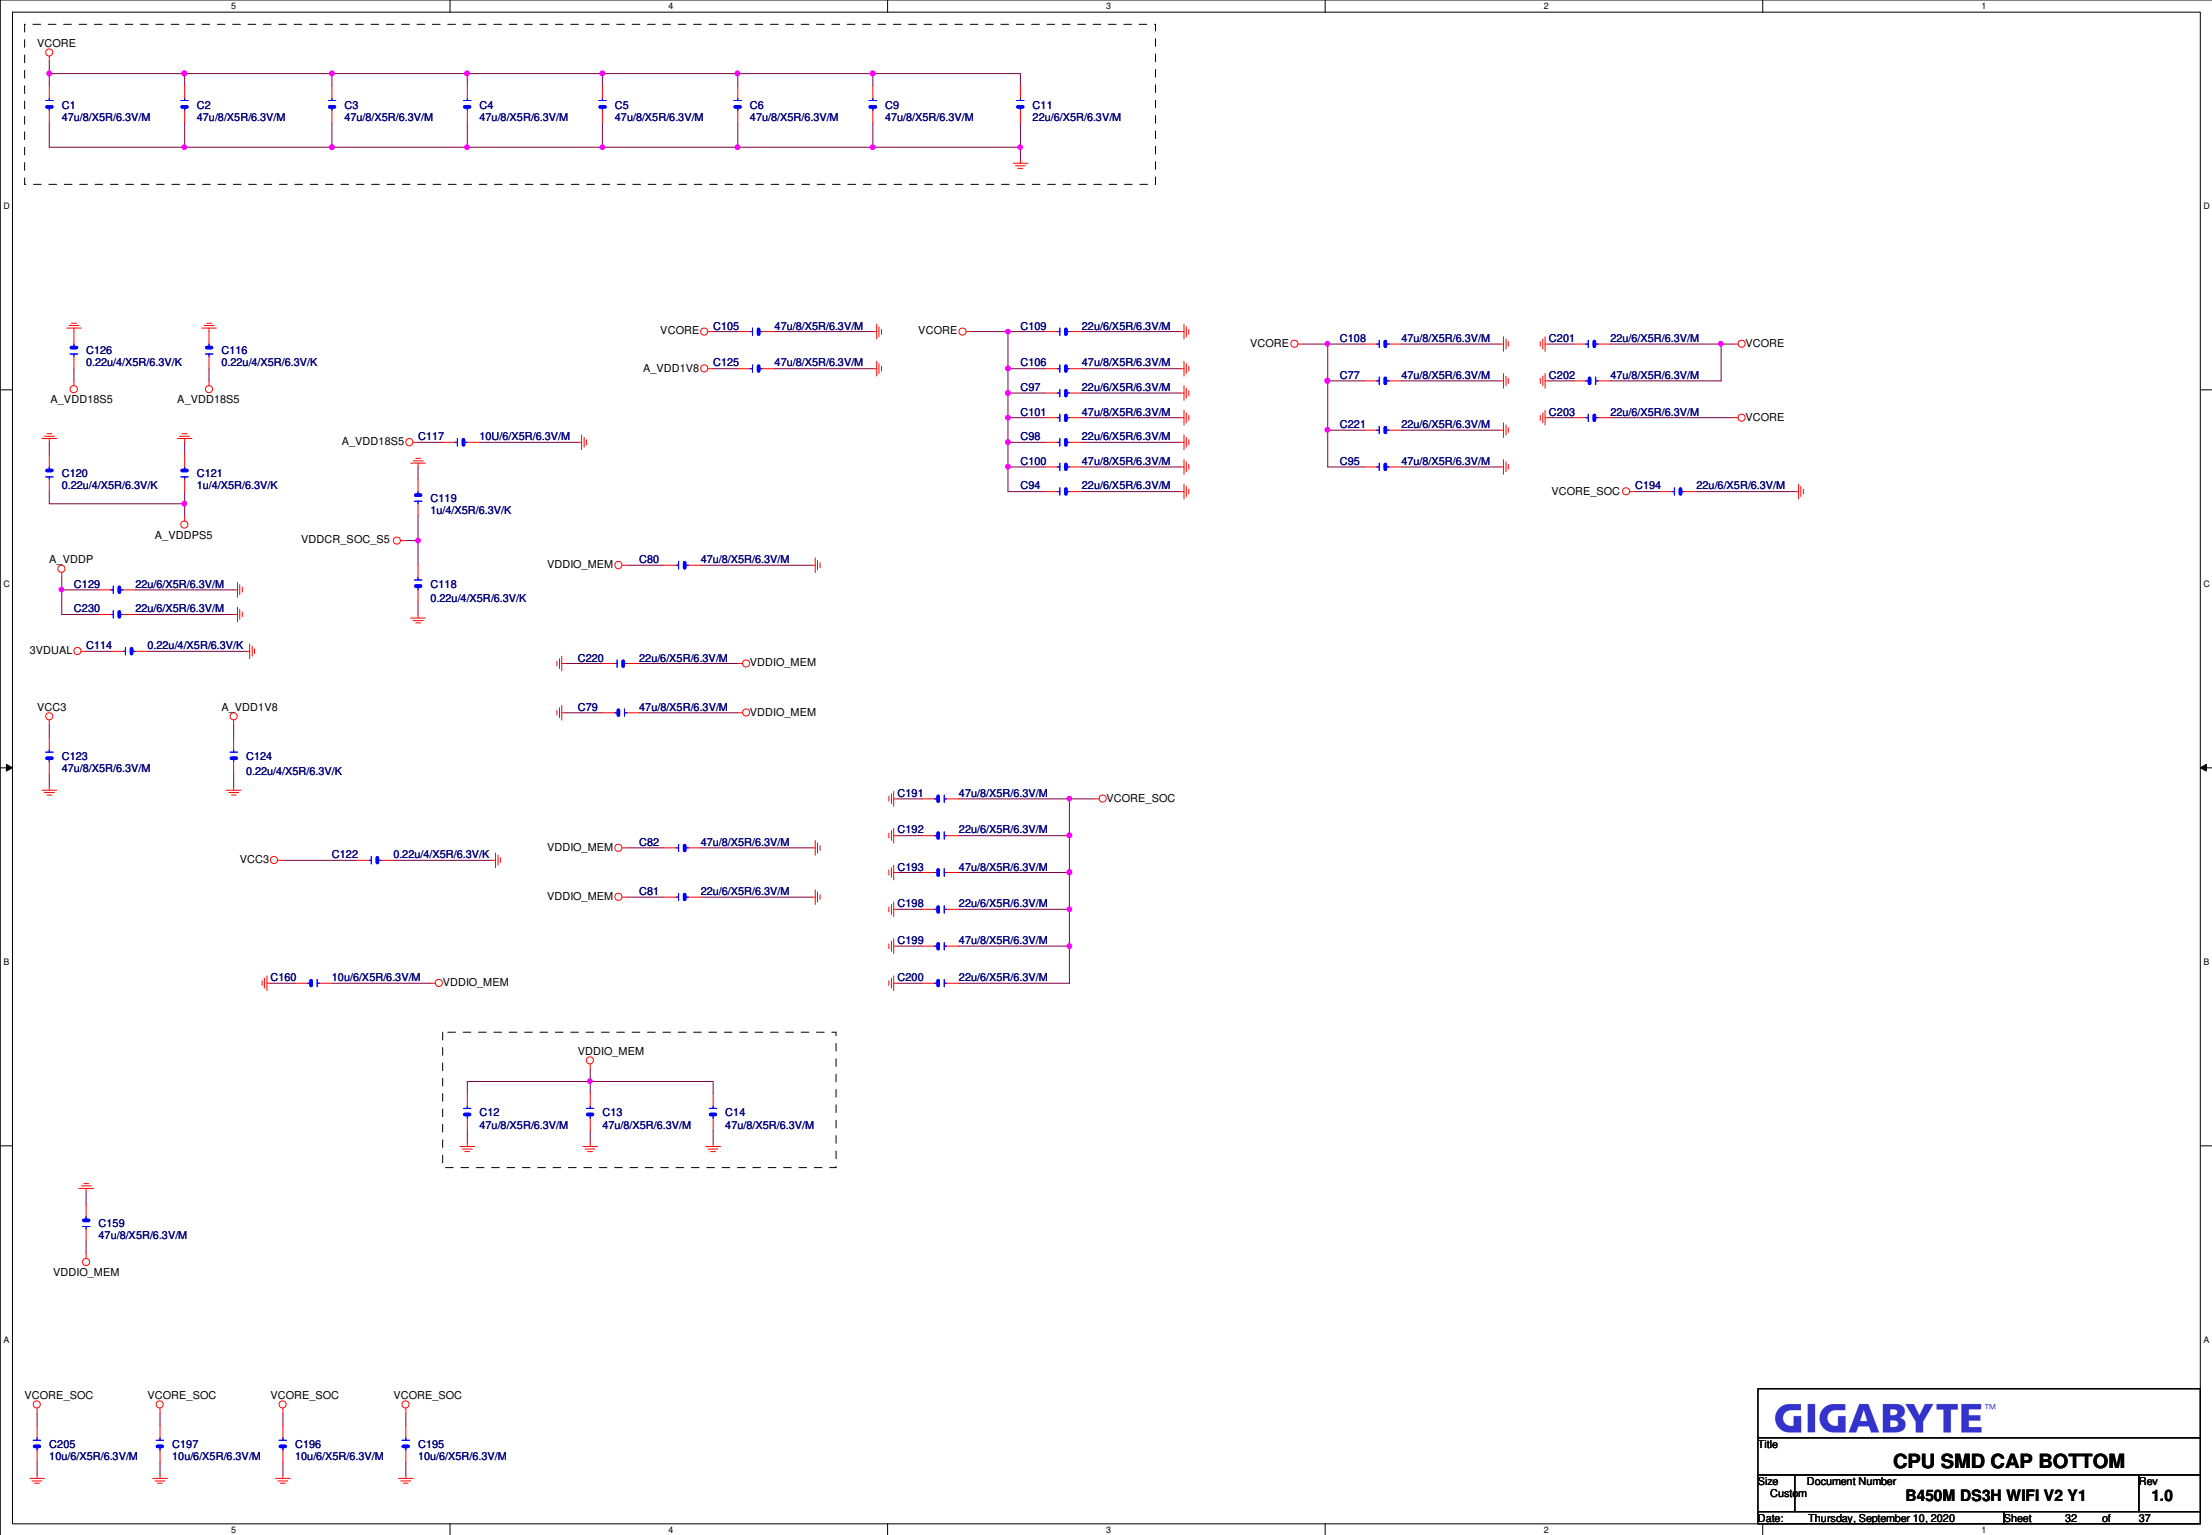 5 4 3 2 1
VCORE
C1 C2 C3 C4 C5 C6 C9 C11
47u/8/X5R/6.3V/M 47u/8/X5R/6.3V/M 47u/8/X5R/6.3V/M 47u/8/X5R/6.3V/M 47u/8/X5R/6.3V/M 47u/8/X5R/6.3V/M 47u/8/X5R/6.3V/M 22u/6/X5R/6.3V/M
D D
C126 C116
0.22u/4/X5R/6.3V/K 0.22u/4/X5R/6.3V/K
A_VDD18S5 A_VDD18S5
VCORE C105 47u/8/X5R/6.3V/M
A_VDD1V8 C125 47u/8/X5R/6.3V/M
VCORE C109 22u/6/X5R/6.3V/M
C106 47u/8/X5R/6.3V/M
C97 22u/6/X5R/6.3V/M
C101 47u/8/X5R/6.3V/M
C98 22u/6/X5R/6.3V/M
C100 47u/8/X5R/6.3V/M
C94 22u/6/X5R/6.3V/M
VCORE C108 47u/8/X5R/6.3V/M
C77 47u/8/X5R/6.3V/M
C221 22u/6/X5R/6.3V/M
C95 47u/8/X5R/6.3V/M
C201 22u/6/X5R/6.3V/M VCORE
C202 47u/8/X5R/6.3V/M
C203 22u/6/X5R/6.3V/M VCORE
VCORE_SOC C194 22u/6/X5R/6.3V/M
C120 C121
0.22u/4/X5R/6.3V/K 1u/4/X5R/6.3V/K
A_VDDPS5
A_VDD18S5 C117 10U/6/X5R/6.3V/M
C119
1u/4/X5R/6.3V/K
VDDCR_SOC_S5
C118
0.22u/4/X5R/6.3V/K
A_VDDP
C129 22u/6/X5R/6.3V/M
C230 22u/6/X5R/6.3V/M
C C
3VDUAL C114 0.22u/4/X5R/6.3V/K
VDDIO_MEM C80 47u/8/X5R/6.3V/M
C220 22u/6/X5R/6.3V/M VDDIO_MEM
C79 47u/8/X5R/6.3V/M VDDIO_MEM
VCC3 A_VDD1V8
C123 C124
47u/8/X5R/6.3V/M 0.22u/4/X5R/6.3V/K
VCC3 C122 0.22u/4/X5R/6.3V/K
VDDIO_MEM C82 47u/8/X5R/6.3V/M
VDDIO_MEM C81 22u/6/X5R/6.3V/M
C191 47u/8/X5R/6.3V/M VCORE_SOC
C192 22u/6/X5R/6.3V/M
C193 47u/8/X5R/6.3V/M
C198 22u/6/X5R/6.3V/M
C199 47u/8/X5R/6.3V/M
C200 22u/6/X5R/6.3V/M
B B
C160 10u/6/X5R/6.3V/M VDDIO_MEM
VDDIO_MEM
C12 C13 C14
47u/8/X5R/6.3V/M 47u/8/X5R/6.3V/M 47u/8/X5R/6.3V/M
C159
47u/8/X5R/6.3V/M
VDDIO_MEM
A A
VCORE_SOC VCORE_SOC VCORE_SOC VCORE_SOC
C205 C197 C196 C195
10u/6/X5R/6.3V/M 10u/6/X5R/6.3V/M 10u/6/X5R/6.3V/M 10u/6/X5R/6.3V/M
GIGABYTE™
Title
CPU SMD CAP BOTTOM
Size Document Number Rev
Custom B450M DS3H WIFI V2 Y1 1.0
Date: Thursday, September 10, 2020 Sheet 32 of 37
5 4 3 2 1